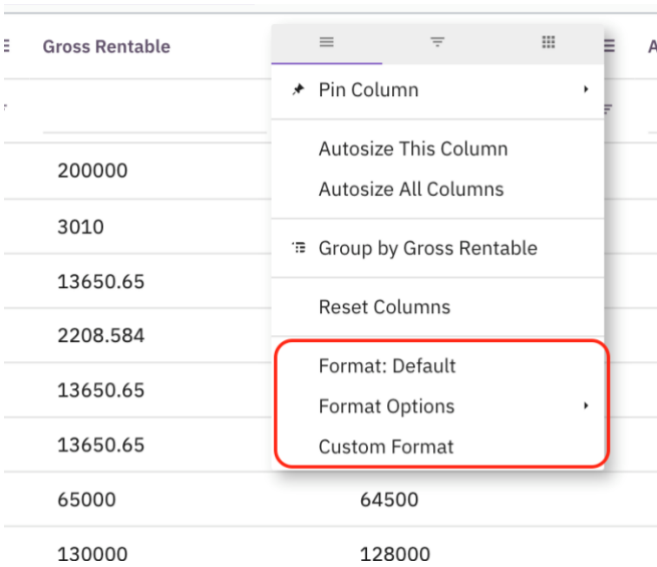 Gross Rentable
A
Pin Column
Autosize This Column
200000
Autosize All Columns
3010
Group by Gross Rentable
13650.65
Reset Columns
2208.584
Format: Default
13650.65
Format Options
13650.65
Custom Format
65000 64500
130000 128000